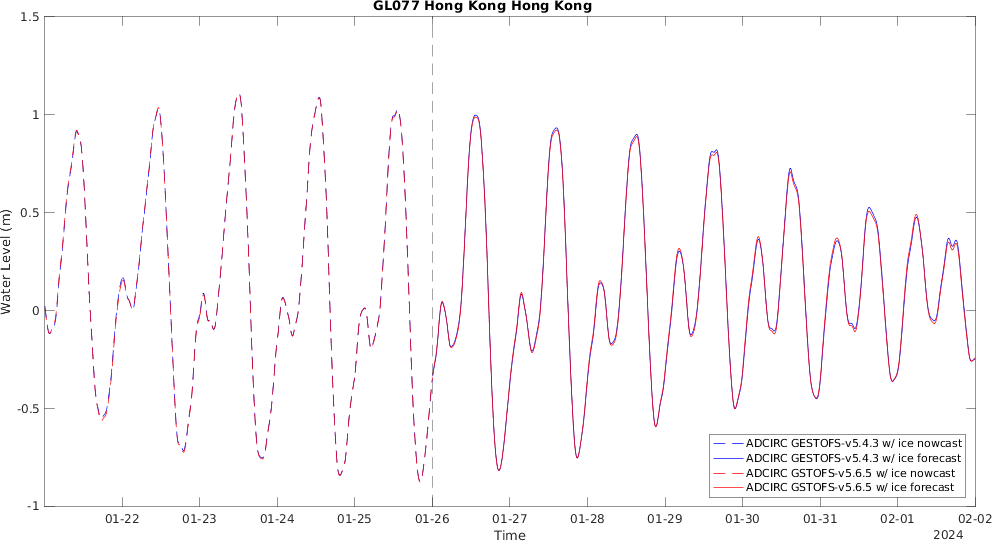 GL077 Hong Kong Hong Kong
1.5
1
0.5
0
-0.5
-1
Water Level (m)
01-22 01-23 01-24 01-25 01-26 01-27 01-28 01-29 01-30 01-31 02-01 02-02
Time
2024
ADCIRC GESTOFS-v5.4.3 w/ ice nowcast
ADCIRC GESTOFS-v5.4.3 w/ ice forecast
ADCIRC GSTOFS-v5.6.5 w/ ice nowcast
ADCIRC GSTOFS-v5.6.5 w/ ice forecast